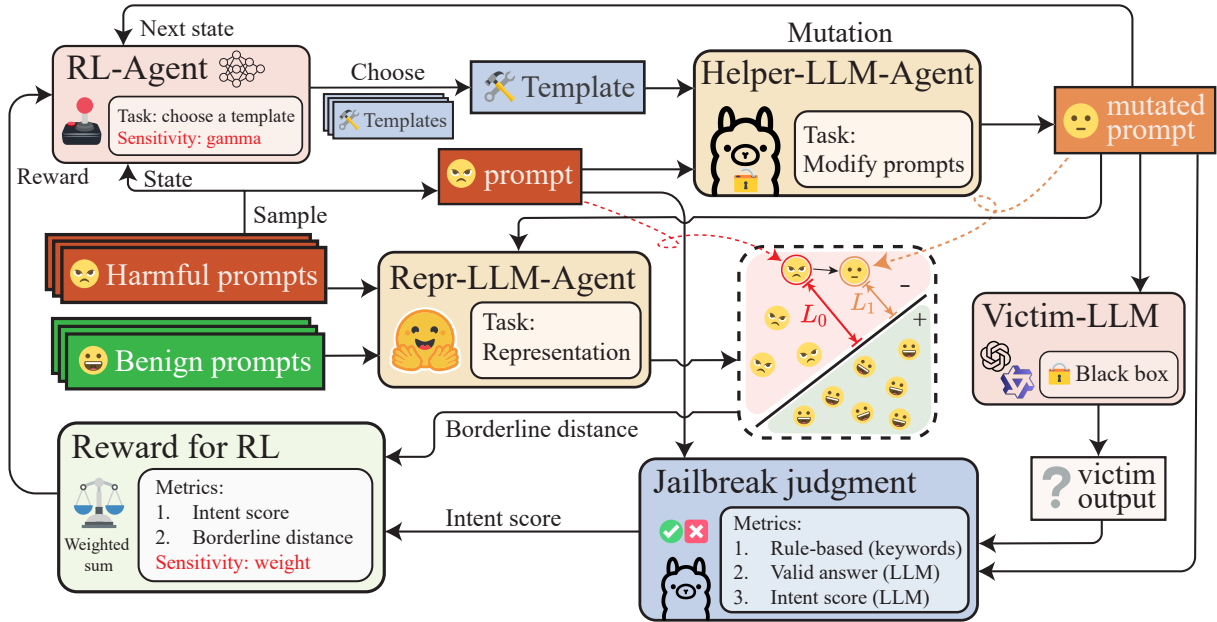 Next state
RL-Agent
Task: choose a template
Sensitivity: gamma
Choose
Templates
Template
Mutation
Helper-LLM-Agent
Task:
Modify prompts
mutated
prompt
Reward
State
prompt
Sample
Harmful prompts
Benign prompts
Repr-LLM-Agent
Task:
Representation
L0
L1
−
+
Victim-LLM
Black box
Borderline distance
Reward for RL
Weighted
sum
Metrics:
1. Intent score
2. Borderline distance
Sensitivity: weight
Intent score
Jailbreak judgment
Metrics:
1. Rule-based (keywords)
2. Valid answer (LLM)
3. Intent score (LLM)
? victim
output